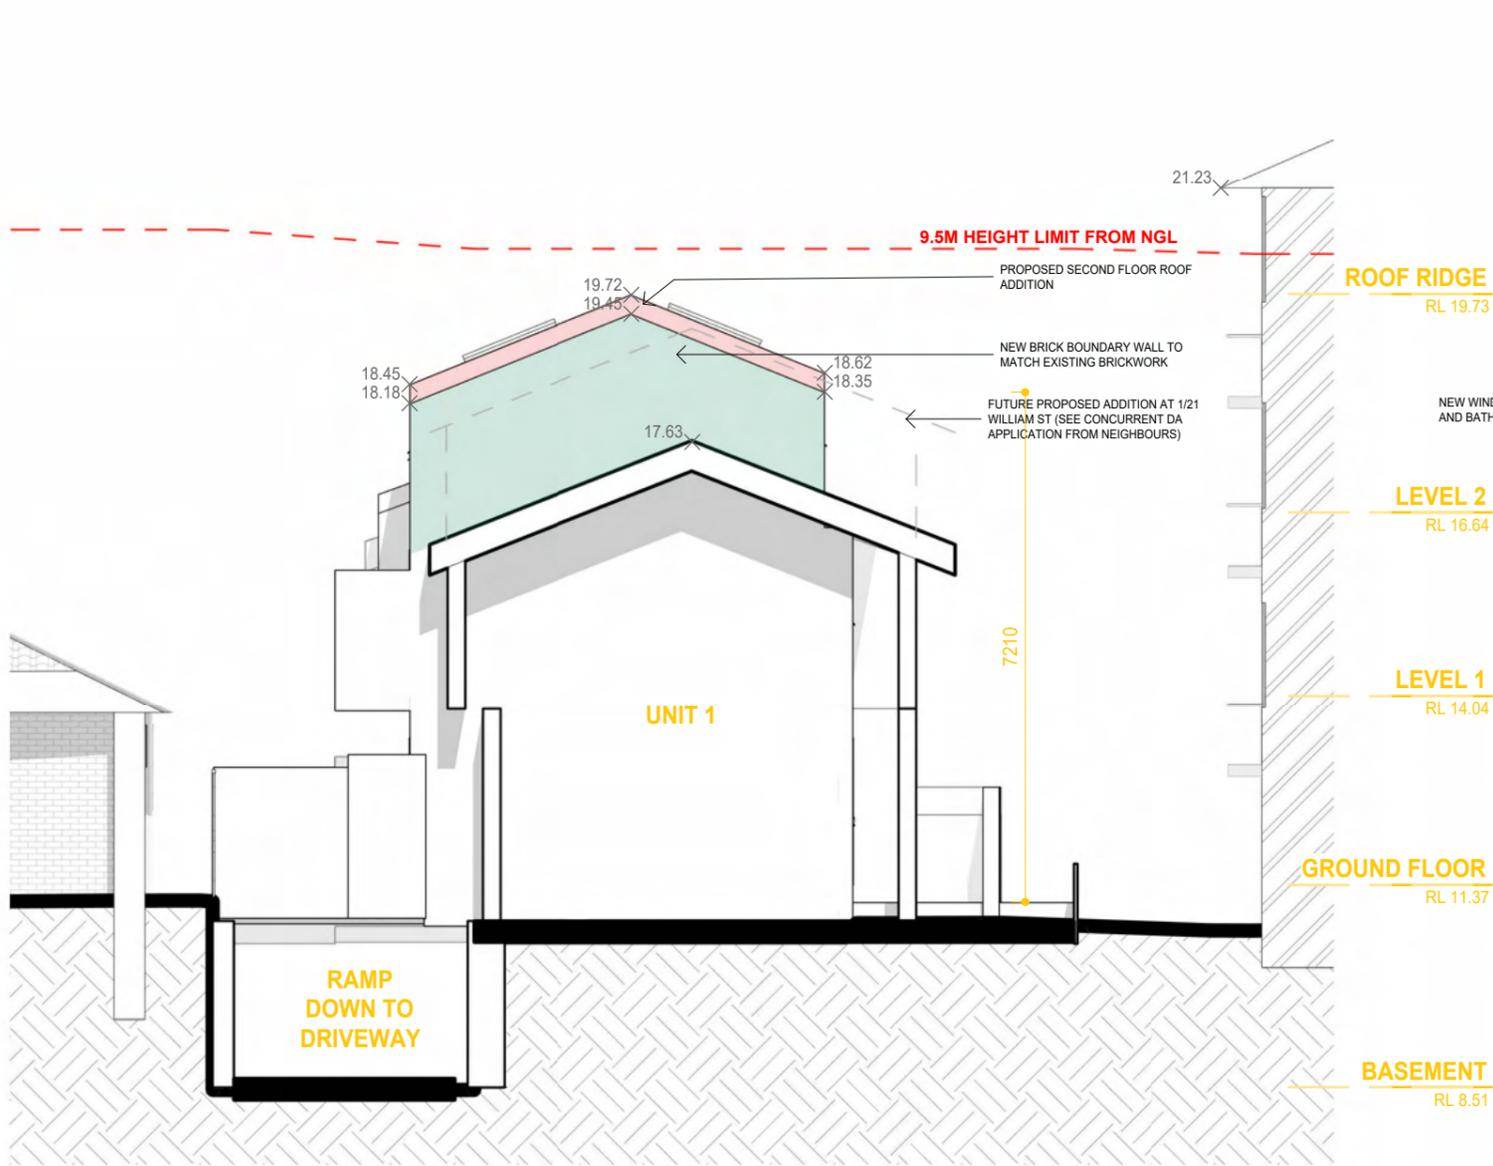 21.23
9.5M HEIGHT LIMIT FROM NGL
PROPOSED SECOND FLOOR ROOF
ADDITION
ROOF RIDGE
RL 19.73
19.72
19.45
NEW BRICK BOUNDARY WALL TO
MATCH EXISTING BRICKWORK
18.45
18.18
18.62
18.35
FUTURE PROPOSED ADDITION AT 1/21
WILLIAM ST (SEE CONCURRENT DA
APPLICATION FROM NEIGHBOURS)
NEW WIND
AND BATH
17.63
LEVEL 2
RL 16.64
7210
LEVEL 1
RL 14.04
UNIT 1
GROUND FLOOR
RL 11.37
RAMP
DOWN TO
DRIVEWAY
BASEMENT
RL 8.51